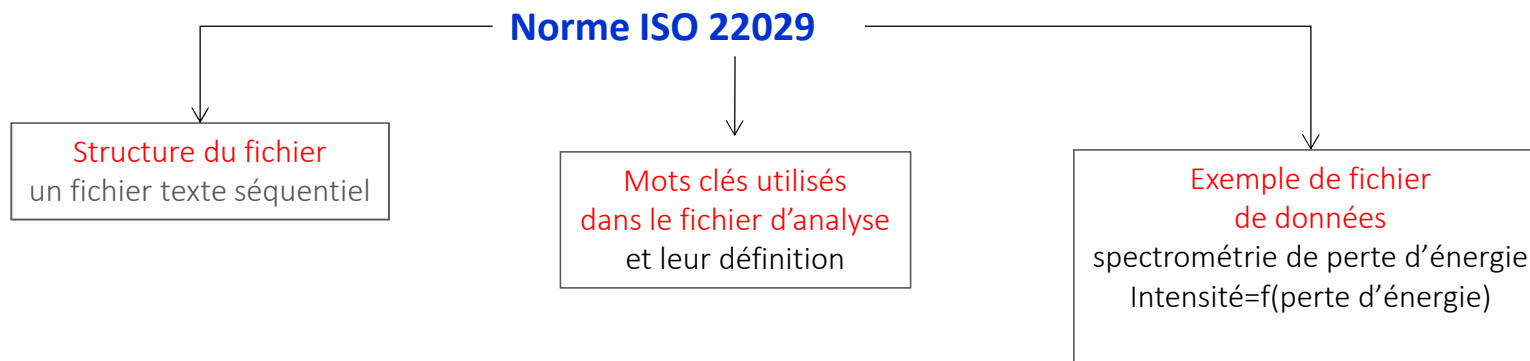 Norme ISO 22029
Structure du fichier
un fichier texte séquentiel
Mots clés utilisés
dans le fichier d’analyse
et leur définition
Exemple de fichier
de données
spectrométrie de perte d’énergie
Intensité=f(perte d’énergie)